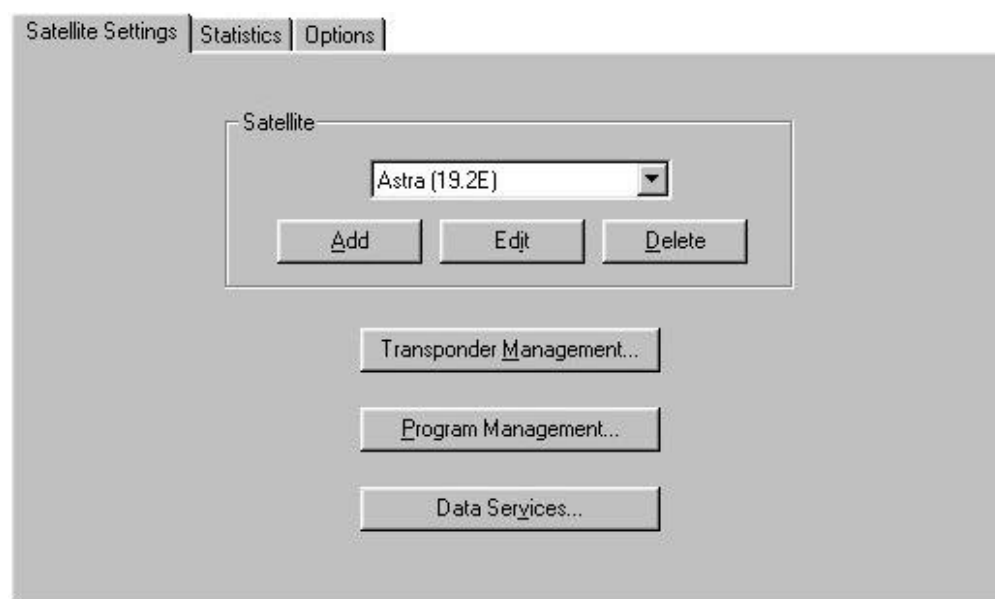 Satellite Settings Statistics Options
Satellite
Astra (19.2E)
Add Edit Delete
Transponder Management...
Program Management...
Data Services...